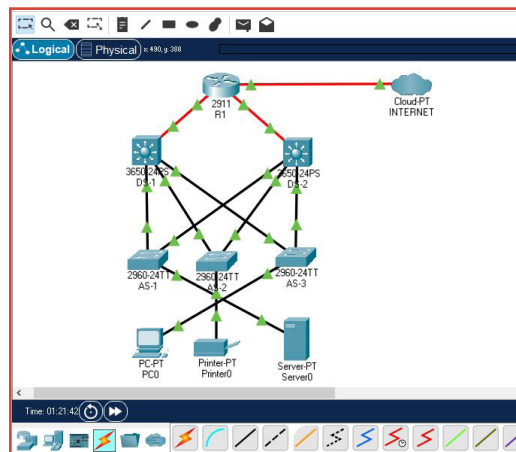 Logical
Physical
x: 490, y: 388
2911
R1
Cloud-PT
INTERNET
3650-24PS
DS-1
3650-24PS
DS-2
2960-24TT
AS-1
2960-24TT
AS-2
2960-24TT
AS-3
PC-PT
PC0
Printer-PT
Printer0
Server-PT
Server0
Time: 01:21:42